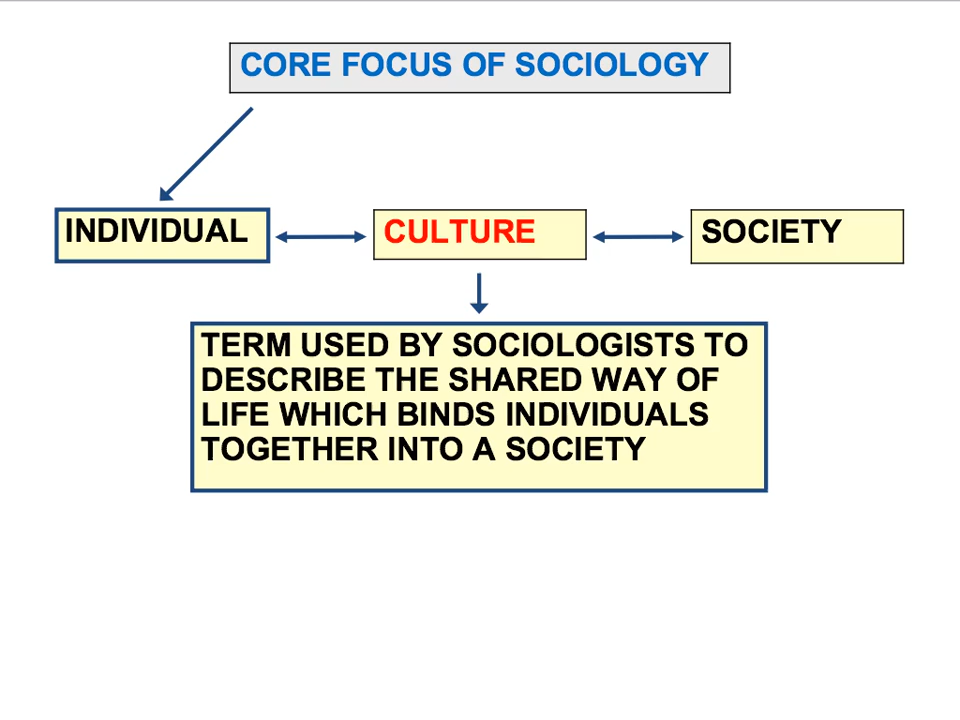 CORE FOCUS OF SOCIOLOGY
INDIVIDUAL
CULTURE
SOCIETY
TERM USED BY SOCIOLOGISTS TO
DESCRIBE THE SHARED WAY OF
LIFE WHICH BINDS INDIVIDUALS
TOGETHER INTO A SOCIETY